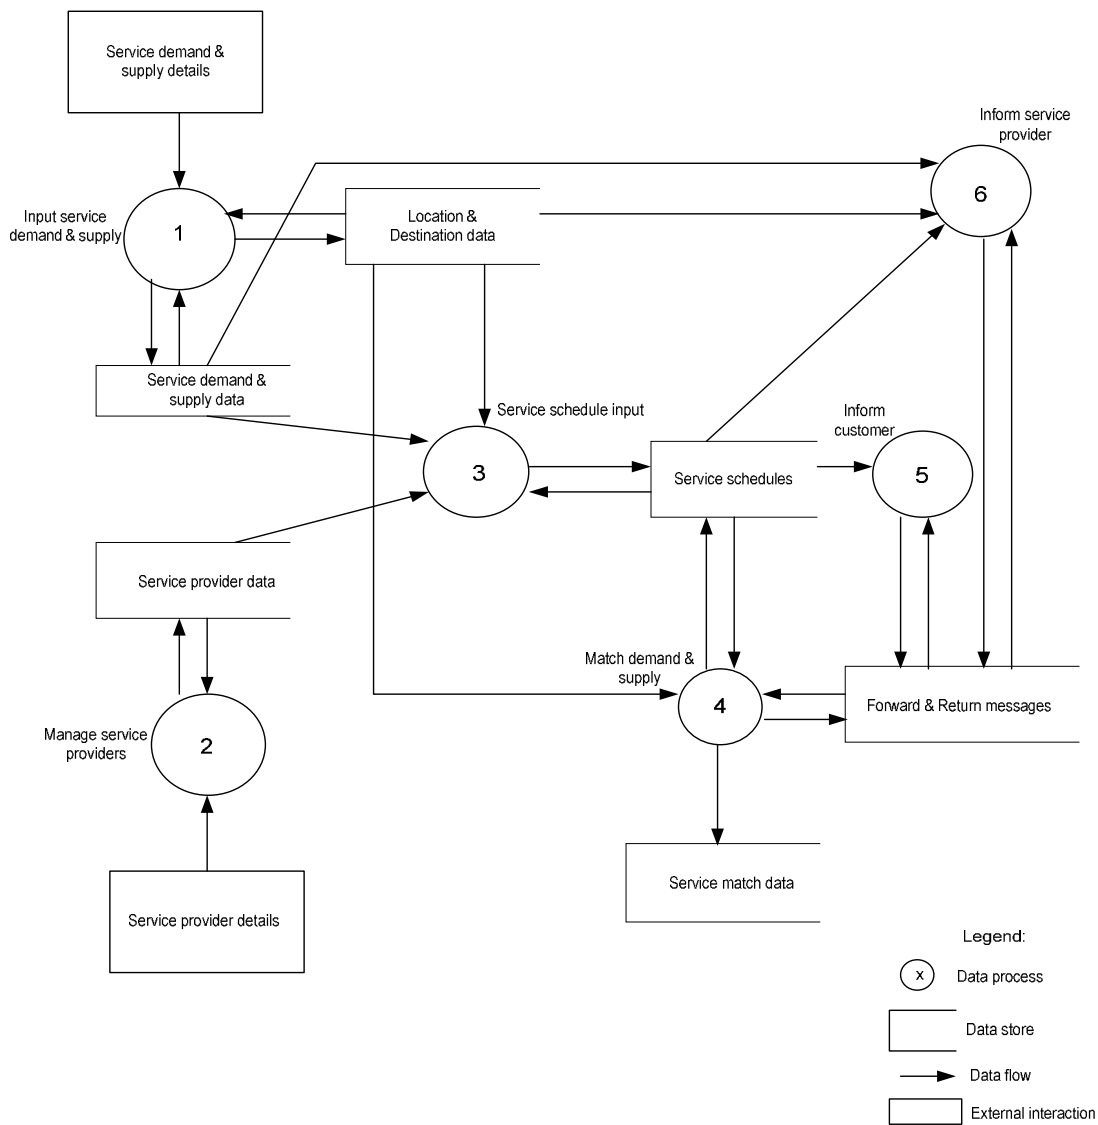 Service demand &
supply details
Inform service
provider
6
Input service
demand & supply
1
Location &
Destination data
Service demand &
supply data
Service schedule input
Inform
customer
3
Service schedules
5
Service provider data
Match demand &
supply
4
Forward & Return messages
Manage service
providers
2
Service match data
Service provider details
Legend:
x
Data process
Data store
Data flow
External interaction